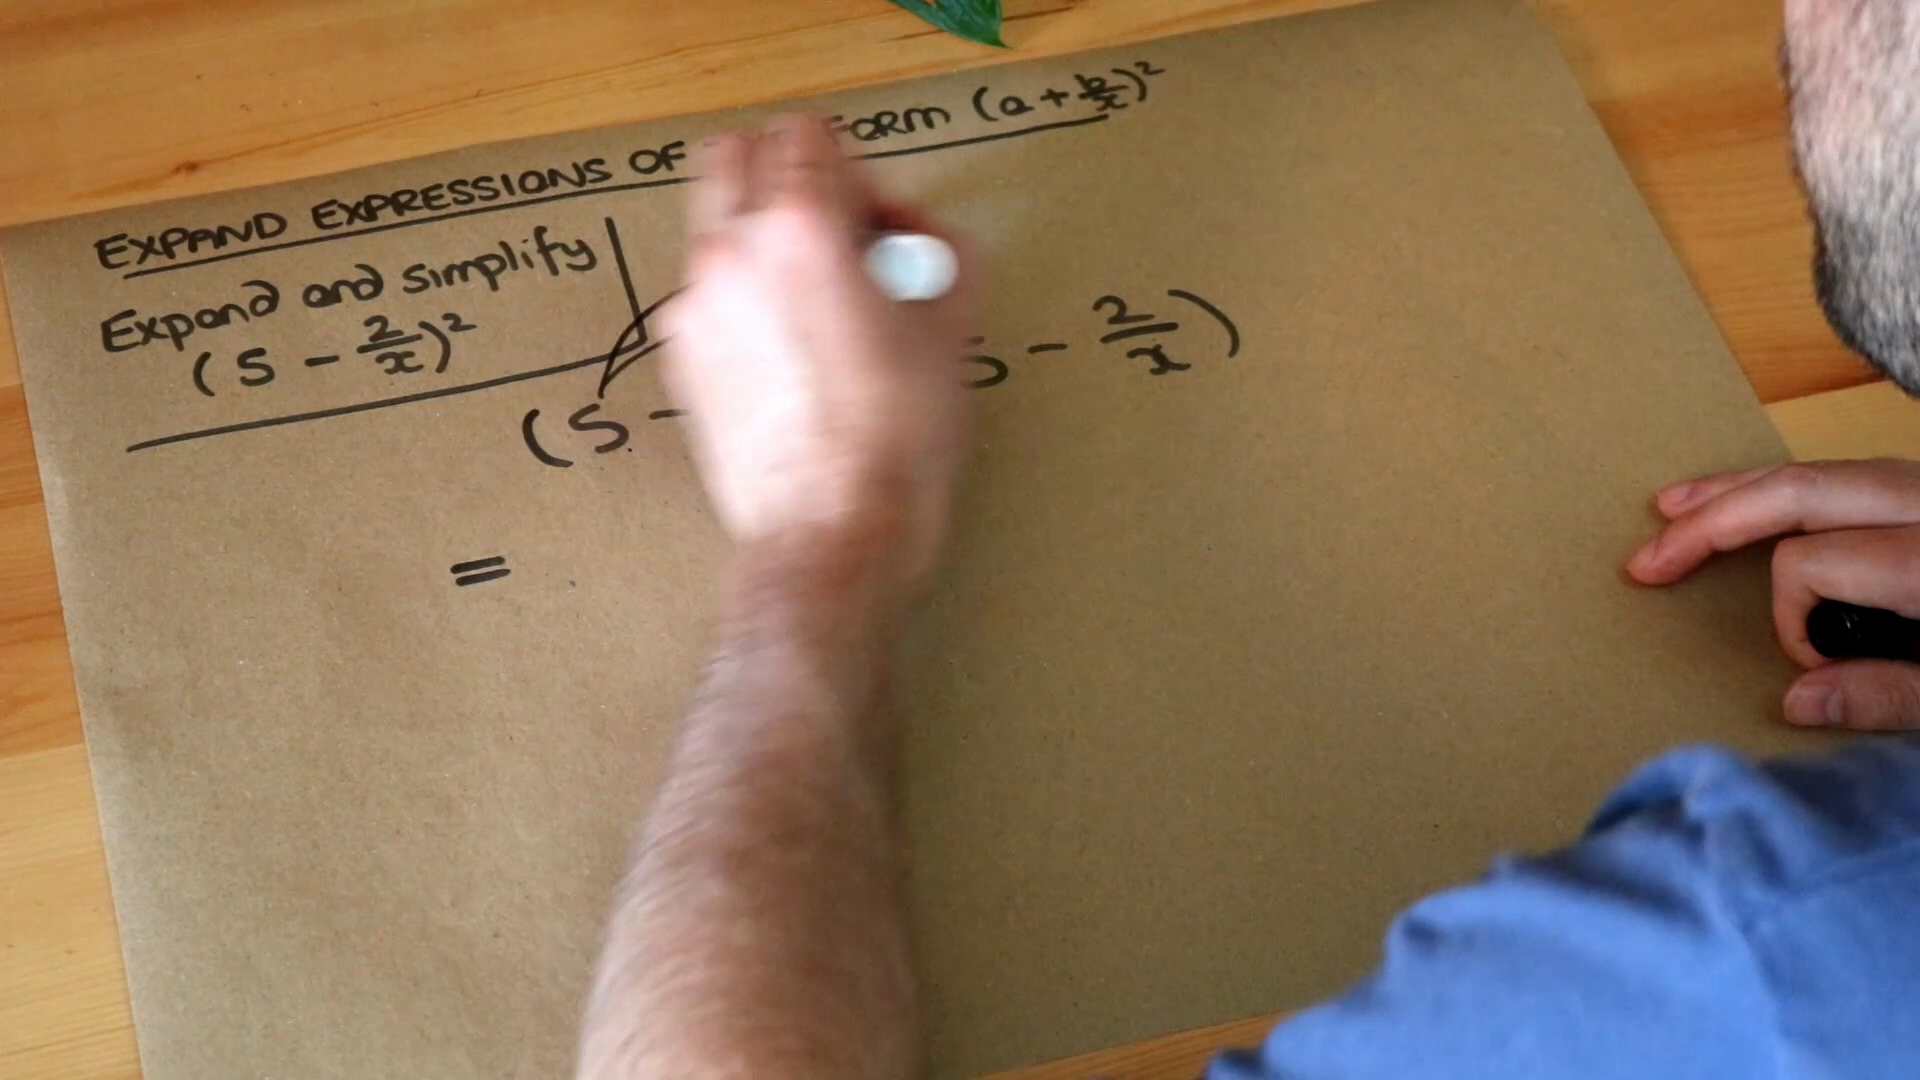 EXPAND EXPRESSIONS OF FORM (a + b/x)²
Expand and simplify
(5 - 2/x)²
(5 - 5 - 2/x)
=